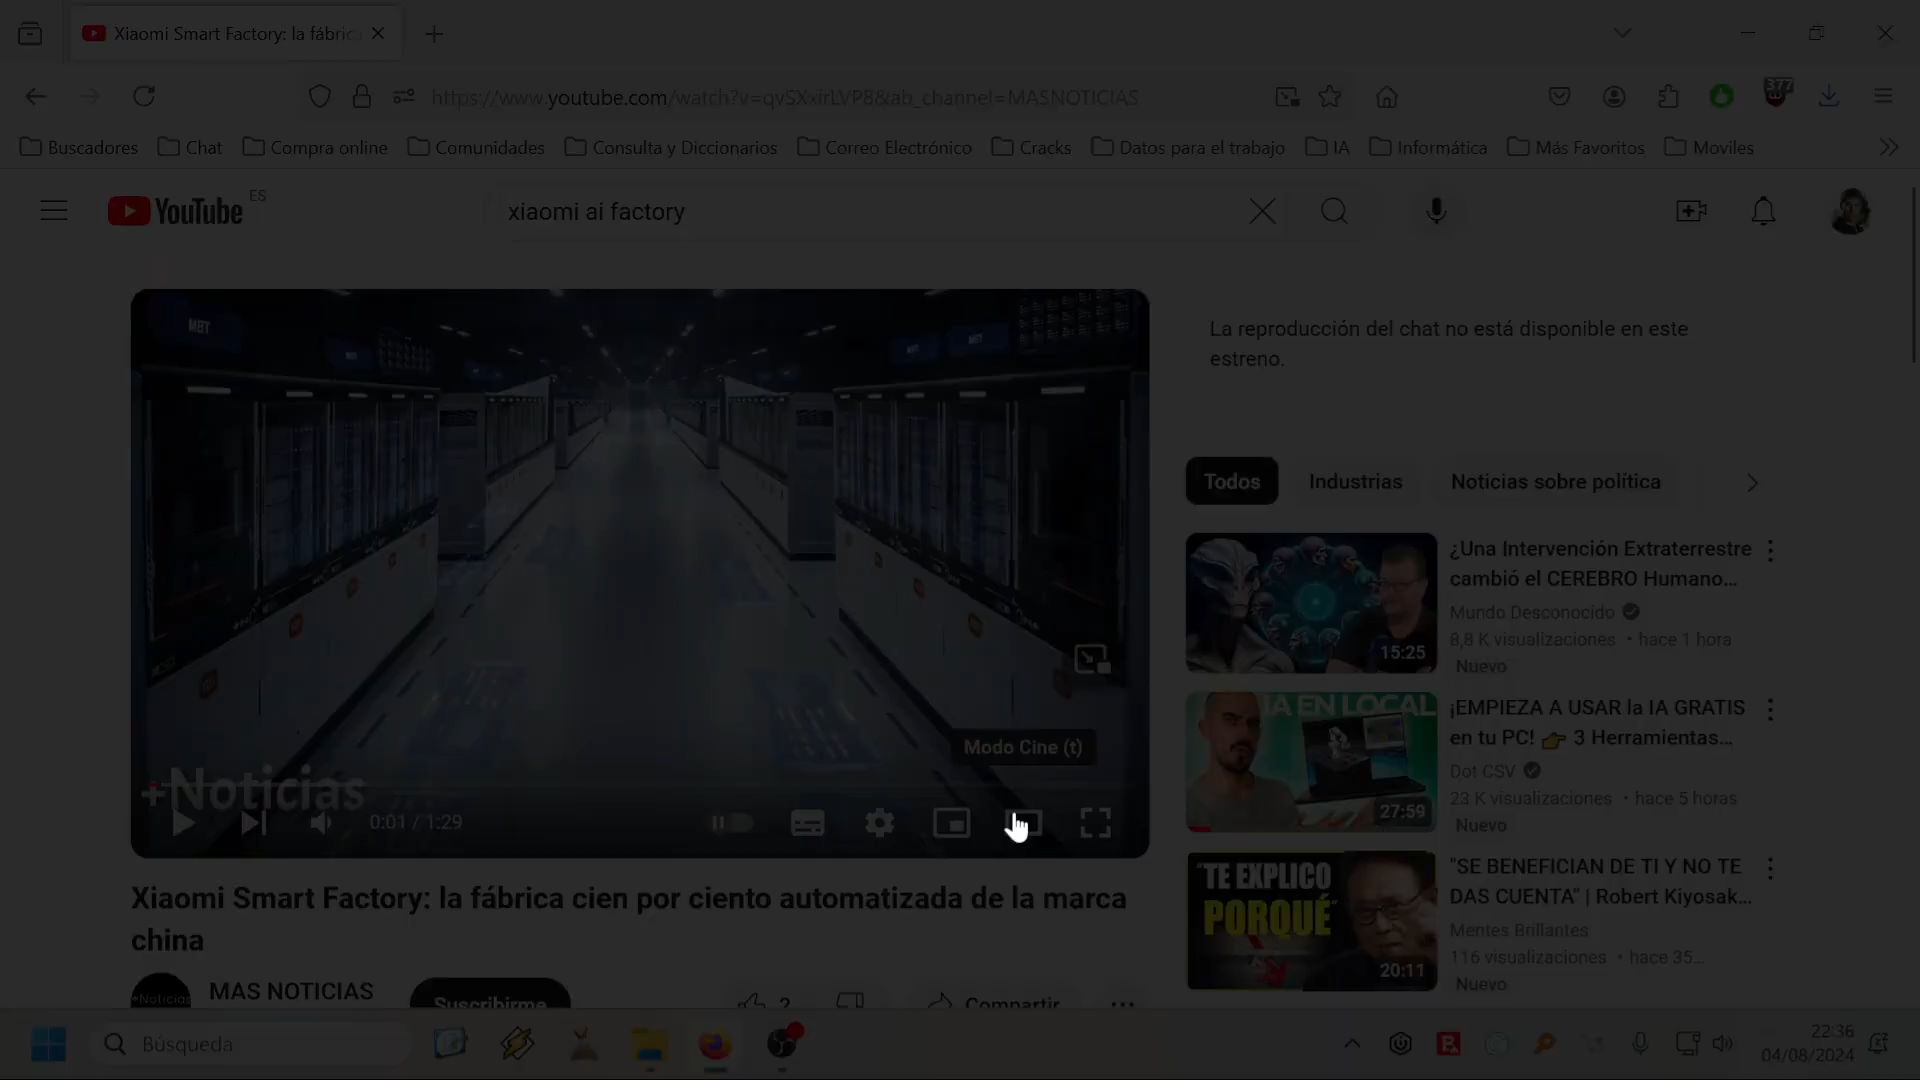 Xiaomi Smart Factory: la fábric
https://www.youtube.com/watch?v=qvSXxirLVP8&ab_channel=MASNOTICIAS
377
Buscadores Chat Compra online Comunidades Consulta y Diccionarios Correo Electrónico Cracks Datos para el trabajo IA Informática Más Favoritos Moviles
YouTube ES
xiaomi ai factory
La reproducción del chat no está disponible en este
estreno.
Todos Industrias Noticias sobre política
¿Una Intervención Extraterrestre
cambió el CEREBRO Humano...
Mundo Desconocido
8,8 K visualizaciones • hace 1 hora
Nuevo
15:25
IA EN LOCAL
¡EMPIEZA A USAR la IA GRATIS
en tu PC! 👉 3 Herramientas...
Dot CSV
23 K visualizaciones • hace 5 horas
Nuevo
27:59
"TE EXPLICO
PORQUÉ"
"SE BENEFICIAN DE TI Y NO TE
DAS CUENTA" | Robert Kiyosak...
Mentes Brillantes
116 visualizaciones • hace 35...
Nuevo
20:11
Modo Cine (t)
+Noticias
0:01 / 1:29
Xiaomi Smart Factory: la fábrica cien por ciento automatizada de la marca
china
+Noticias
MAS NOTICIAS
Suscribirme
2
Compartir
Búsqueda
22:36
04/08/2024